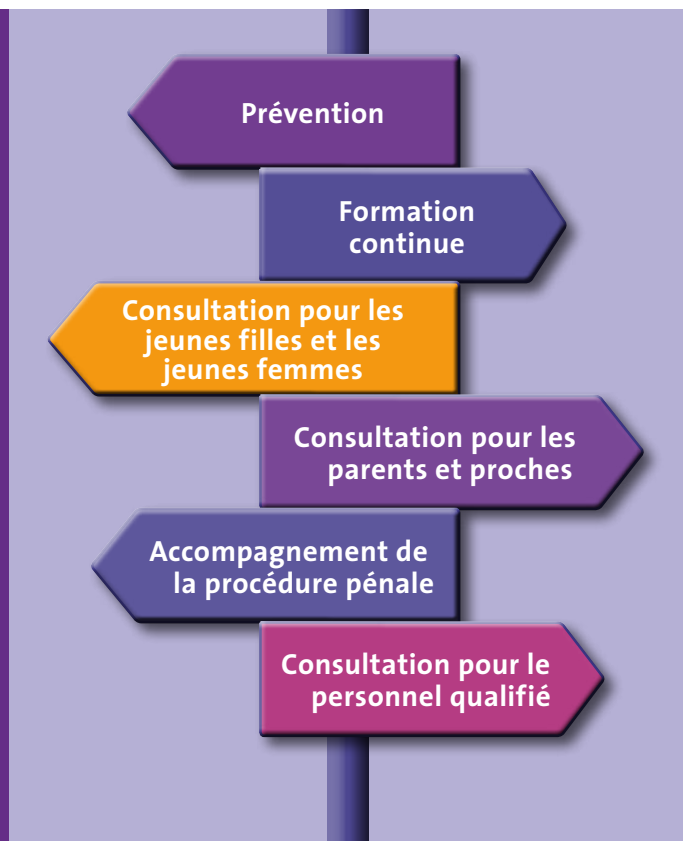 Prévention
Formation
continue
Consultation pour les
jeunes filles et les
jeunes femmes
Consultation pour les
parents et proches
Accompagnement de
la procédure pénale
Consultation pour le
personnel qualifié